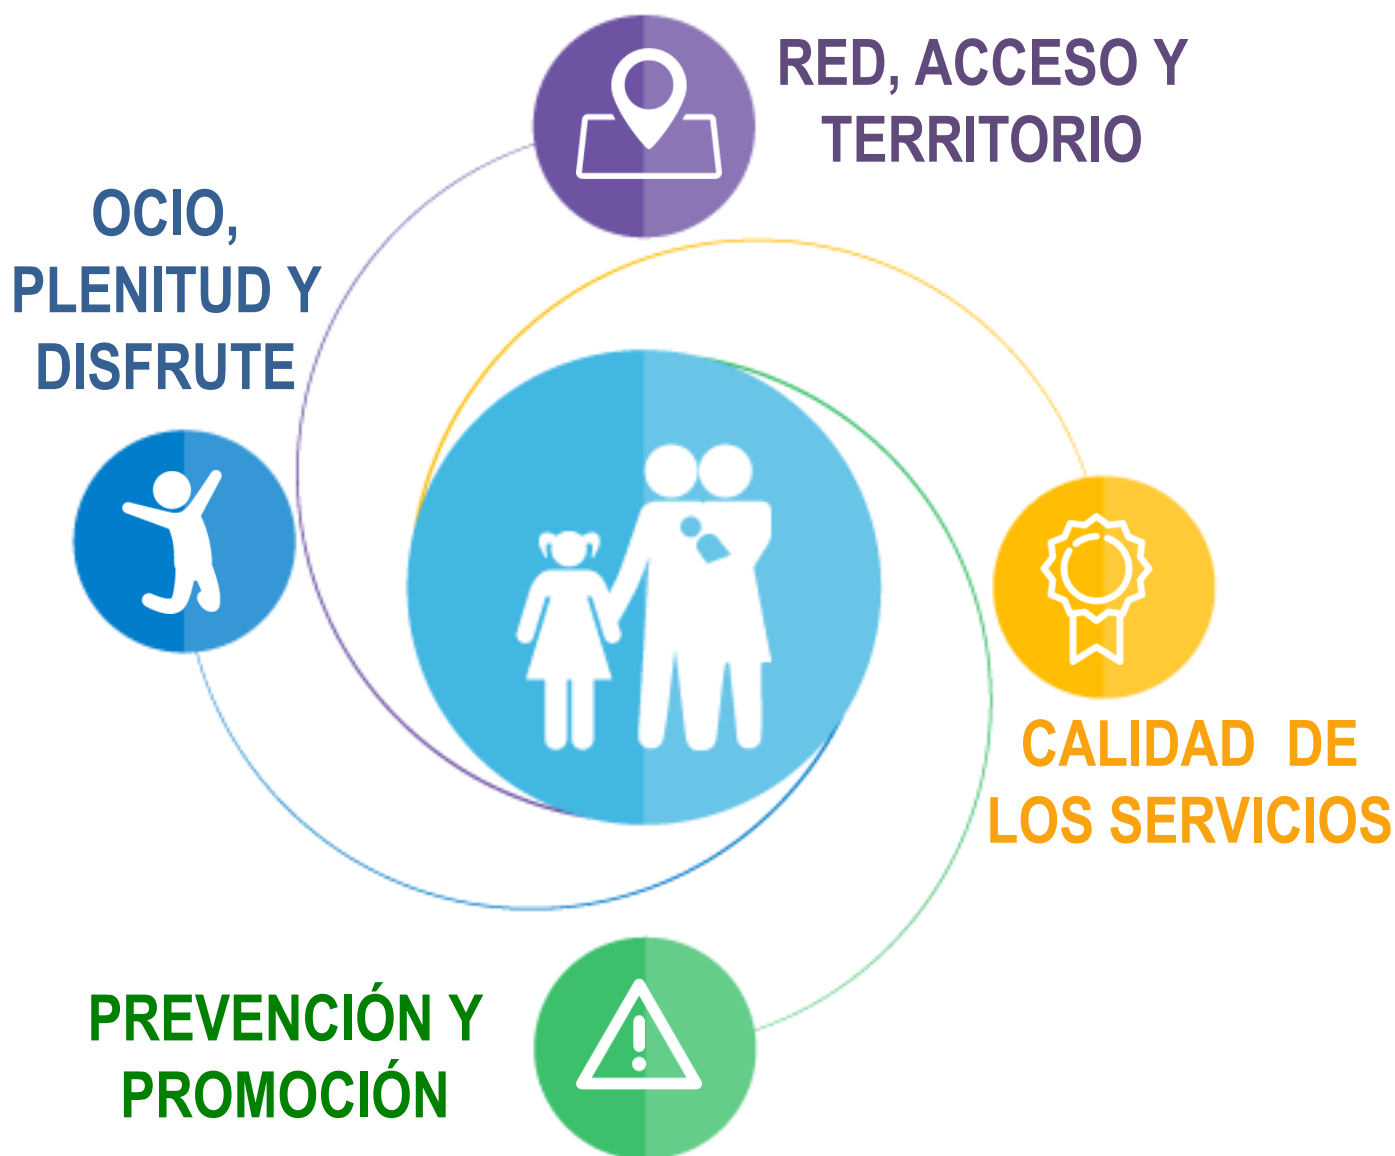 RED, ACCESO Y
TERRITORIO
OCIO,
PLENITUD Y
DISFRUTE
CALIDAD DE
LOS SERVICIOS
PREVENCIÓN Y
PROMOCIÓN